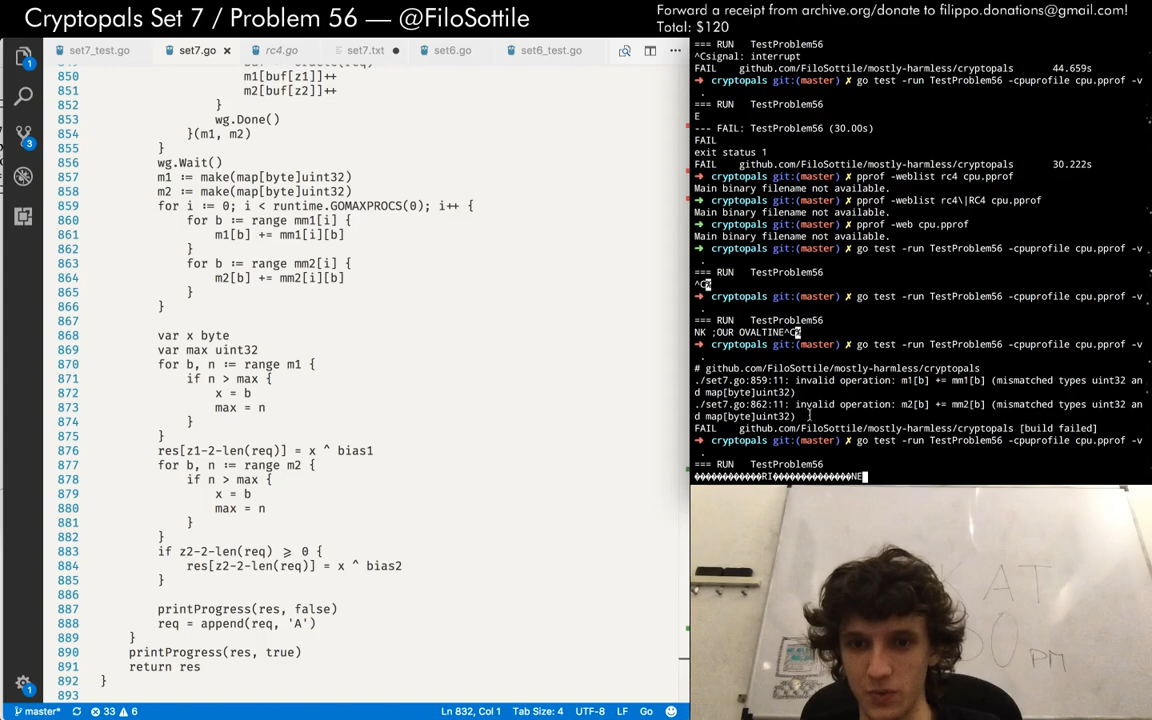 Cryptopals Set 7 / Problem 56 — @FiloSottile
Forward a receipt from archive.org/donate to filippo.donations@gmail.com!
Total: $120
set7_test.go
set7.go
rc4.go
set7.txt
set6.go
set6_test.go
850 m1[buf[z1]]++
851 m2[buf[z2]]++
852 }
853 wg.Done()
854 }(m1, m2)
855 }
856 wg.Wait()
857 m1 := make(map[byte]uint32)
858 m2 := make(map[byte]uint32)
859 for i := 0; i < runtime.GOMAXPROCS(0); i++ {
860 for b := range mm1[i] {
861 m1[b] += mm1[i][b]
862 }
863 for b := range mm2[i] {
864 m2[b] += mm2[i][b]
865 }
866 }
867
868 var x byte
869 var max uint32
870 for b, n := range m1 {
871 if n > max {
872 x = b
873 max = n
874 }
875 }
876 res[z1-2-len(req)] = x ^ bias1
877 for b, n := range m2 {
878 if n > max {
879 x = b
880 max = n
881 }
882 }
883 if z2-2-len(req) >= 0 {
884 res[z2-2-len(req)] = x ^ bias2
885 }
886
887 printProgress(res, false)
888 req = append(req, 'A')
889 }
890 printProgress(res, true)
891 return res
892 }
893
=== RUN TestProblem56
^Csignal: interrupt
FAIL github.com/FiloSottile/mostly-harmless/cryptopals 44.659s
➜ cryptopals git:(master) ✗ go test -run TestProblem56 -cpuprofile cpu.pprof -v
.
=== RUN TestProblem56
E
--- FAIL: TestProblem56 (30.00s)
FAIL
exit status 1
FAIL github.com/FiloSottile/mostly-harmless/cryptopals 30.222s
➜ cryptopals git:(master) ✗ pprof -weblist rc4 cpu.pprof
Main binary filename not available.
➜ cryptopals git:(master) ✗ pprof -weblist rc4\|RC4 cpu.pprof
Main binary filename not available.
➜ cryptopals git:(master) ✗ pprof -web cpu.pprof
Main binary filename not available.
➜ cryptopals git:(master) ✗ go test -run TestProblem56 -cpuprofile cpu.pprof -v
.
=== RUN TestProblem56
^C%
➜ cryptopals git:(master) ✗ go test -run TestProblem56 -cpuprofile cpu.pprof -v
.
=== RUN TestProblem56
NK ;OUR OVALTINE^C%
➜ cryptopals git:(master) ✗ go test -run TestProblem56 -cpuprofile cpu.pprof -v
.
# github.com/FiloSottile/mostly-harmless/cryptopals
./set7.go:859:11: invalid operation: m1[b] += mm1[b] (mismatched types uint32 an
d map[byte]uint32)
./set7.go:862:11: invalid operation: m2[b] += mm2[b] (mismatched types uint32 an
d map[byte]uint32)
FAIL github.com/FiloSottile/mostly-harmless/cryptopals [build failed]
➜ cryptopals git:(master) ✗ go test -run TestProblem56 -cpuprofile cpu.pprof -v
.
=== RUN TestProblem56
�������������RI�����������������NE
AT
PM
master*
33
6
Ln 832, Col 1
Tab Size: 4
UTF-8
LF
Go